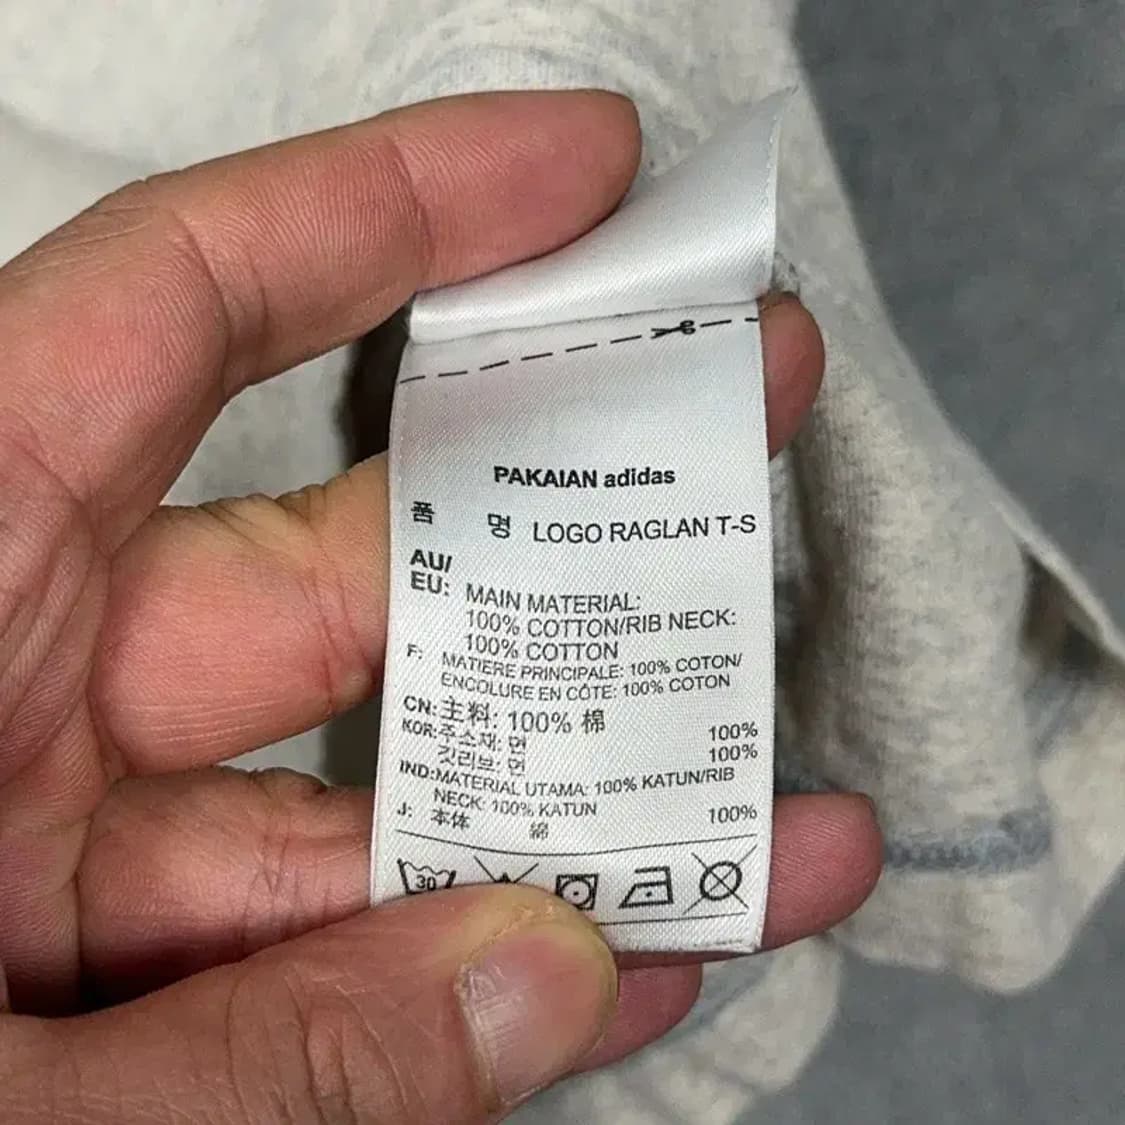 PAKAIAN adidas
품 명 LOGO RAGLAN T-S
AU/
EU: MAIN MATERIAL:
100% COTTON/RIB NECK:
100% COTTON
F: MATIERE PRINCIPALE: 100% COTON/
ENCOLURE EN CÔTE: 100% COTON
CN: 主料: 100% 棉
KOR: 주소재: 면 100%
깃리브: 면 100%
IND: MATERIAL UTAMA: 100% KATUN/RIB
NECK: 100% KATUN
J: 本体 綿 100%
30